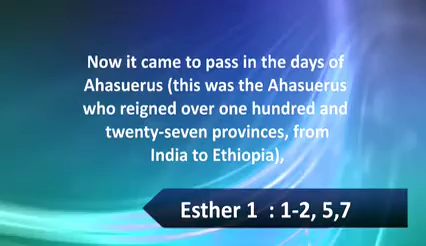 Now it came to pass in the days of
Ahasuerus (this was the Ahasuerus
who reigned over one hundred and
twenty-seven provinces, from
India to Ethiopia),
Esther 1 : 1-2, 5,7